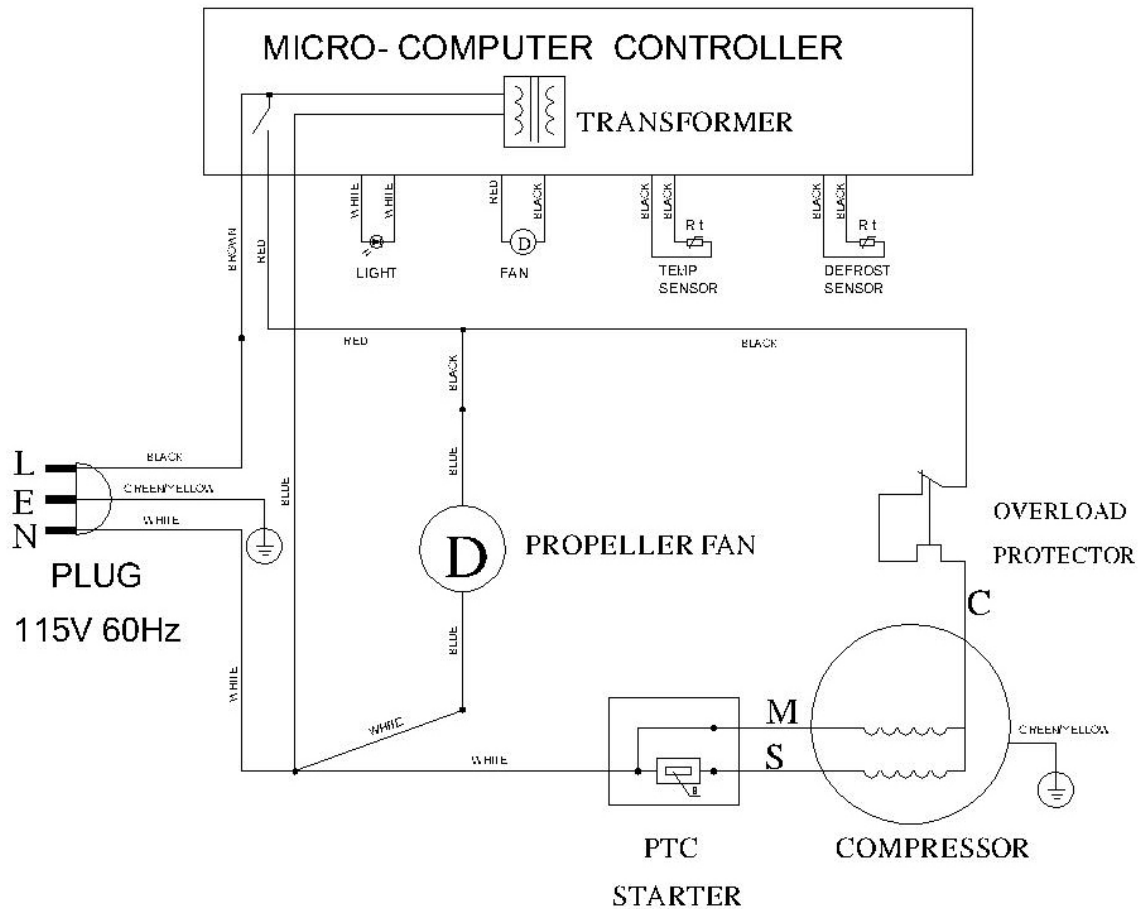 MICRO- COMPUTER CONTROLLER
TRANSFORMER
WHITE
WHITE
RED
BLACK
BLACK
BLACK
BLACK
BLACK
BROWN
RED
D
R t
R t
LIGHT
FAN
TEMP
SENSOR
DEFROST
SENSOR
RED
BLACK
BLACK
BLACK
BLUE
L
E
N
GREEN/YELLOW
WHITE
BLUE
PLUG
115V 60Hz
D
PROPELLER FAN
OVERLOAD
PROTECTOR
C
BLUE
WHITE
WHITE
WHITE
M
S
GREEN/YELLOW
PTC
STARTER
COMPRESSOR